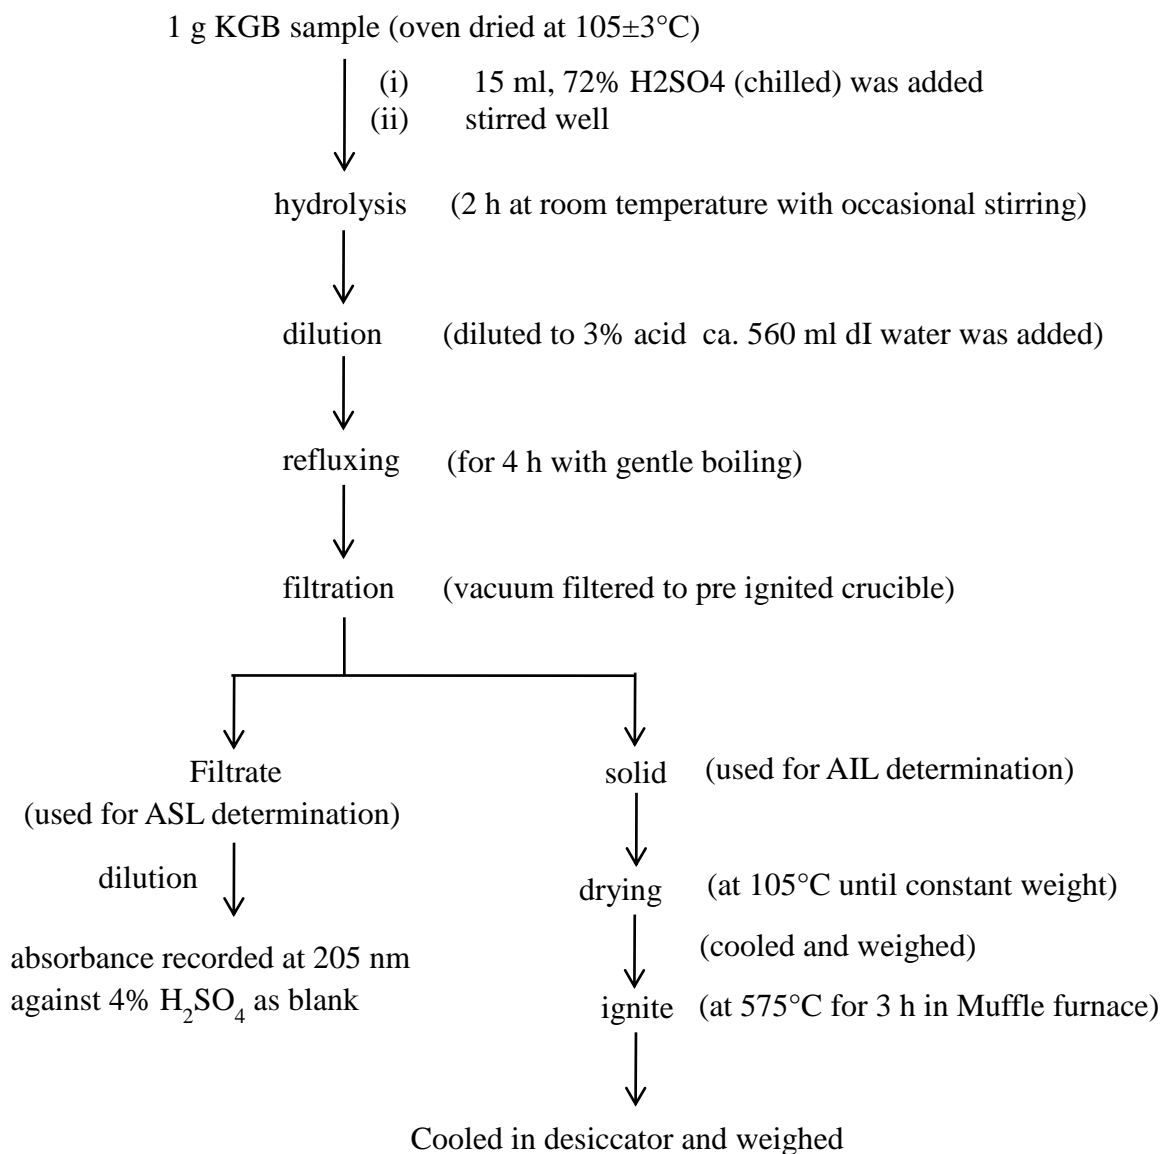 1 g KGB sample (oven dried at 105±3°C)
(i) 15 ml, 72% H2SO4 (chilled) was added
(ii) stirred well
hydrolysis (2 h at room temperature with occasional stirring)
dilution (diluted to 3% acid ca. 560 ml dI water was added)
refluxing (for 4 h with gentle boiling)
filtration (vacuum filtered to pre ignited crucible)
Filtrate
(used for ASL determination)
dilution
absorbance recorded at 205 nm
against 4% H₂SO₄ as blank
solid (used for AIL determination)
drying (at 105°C until constant weight)
(cooled and weighed)
ignite (at 575°C for 3 h in Muffle furnace)
Cooled in desiccator and weighed